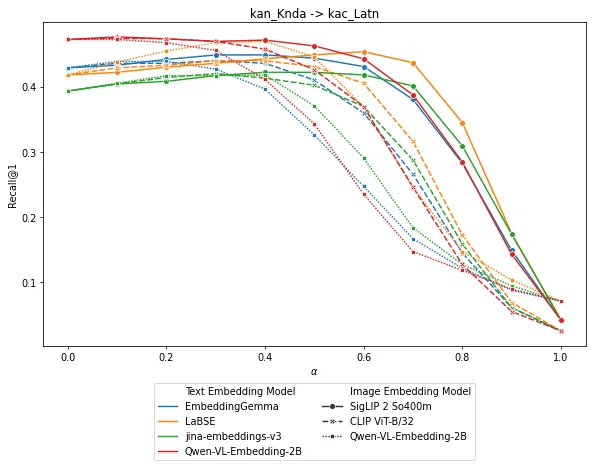 kan_Knda -> kac_Latn
Recall@1
0.4
0.3
0.2
0.1
0.0 0.2 0.4 0.6 0.8 1.0
α
Text Embedding Model Image Embedding Model
EmbeddingGemma SigLIP 2 So400m
LaBSE CLIP ViT-B/32
jina-embeddings-v3 Qwen-VL-Embedding-2B
Qwen-VL-Embedding-2B